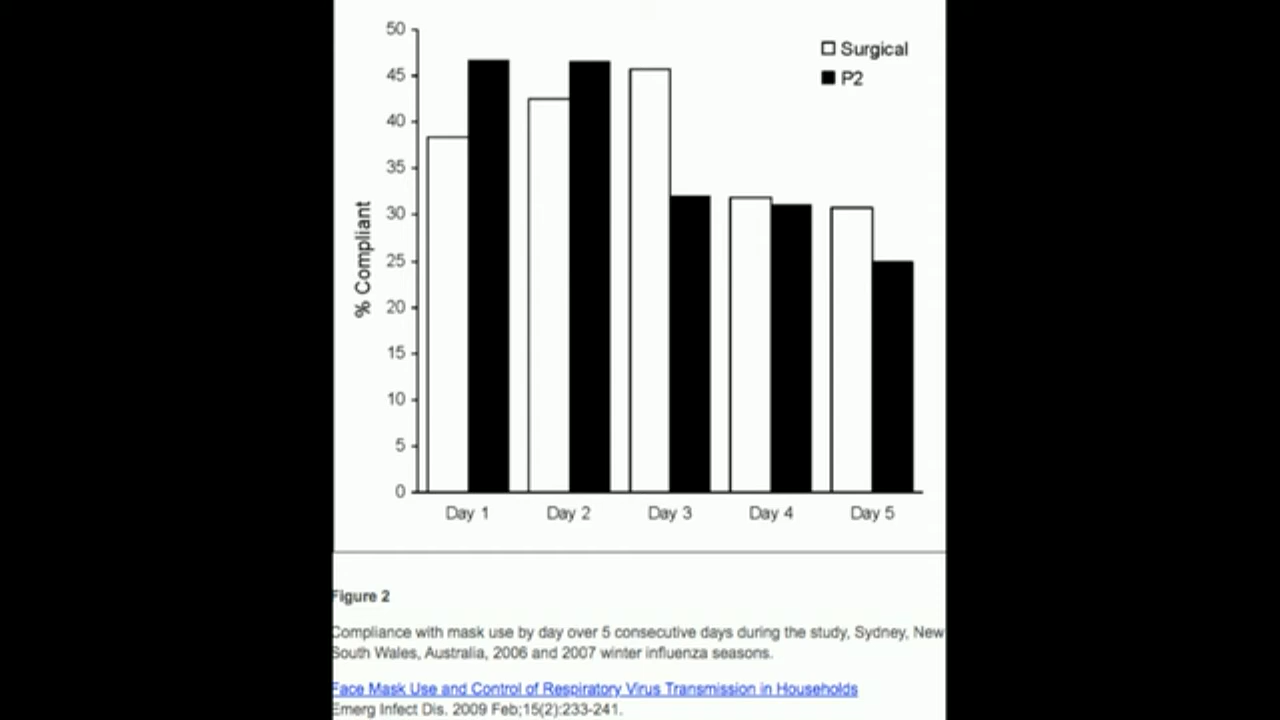 50
Surgical
P2
45
40
35
30
25
20
15
10
5
0
% Compliant
Day 1 Day 2 Day 3 Day 4 Day 5
Figure 2
Compliance with mask use by day over 5 consecutive days during the study, Sydney, New
South Wales, Australia, 2006 and 2007 winter influenza seasons.
Face Mask Use and Control of Respiratory Virus Transmission in Households
Emerg Infect Dis. 2009 Feb;15(2):233-241.